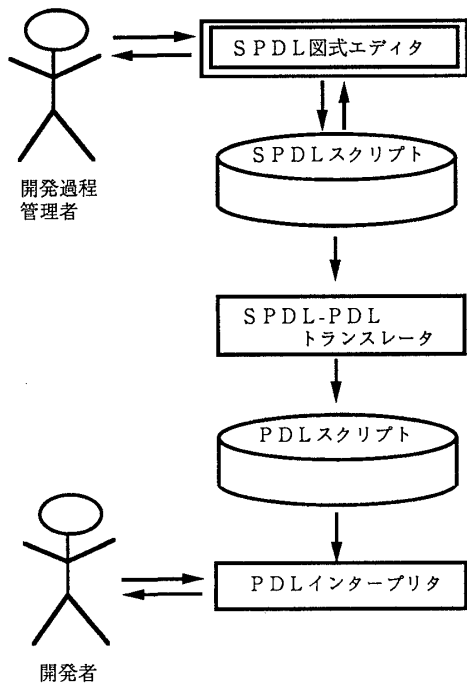 SPDL図式エディタ
SPDLスクリプト
開発過程
管理者
SPDL-PDL
トランスレータ
PDLスクリプト
PDLインタープリタ
開発者